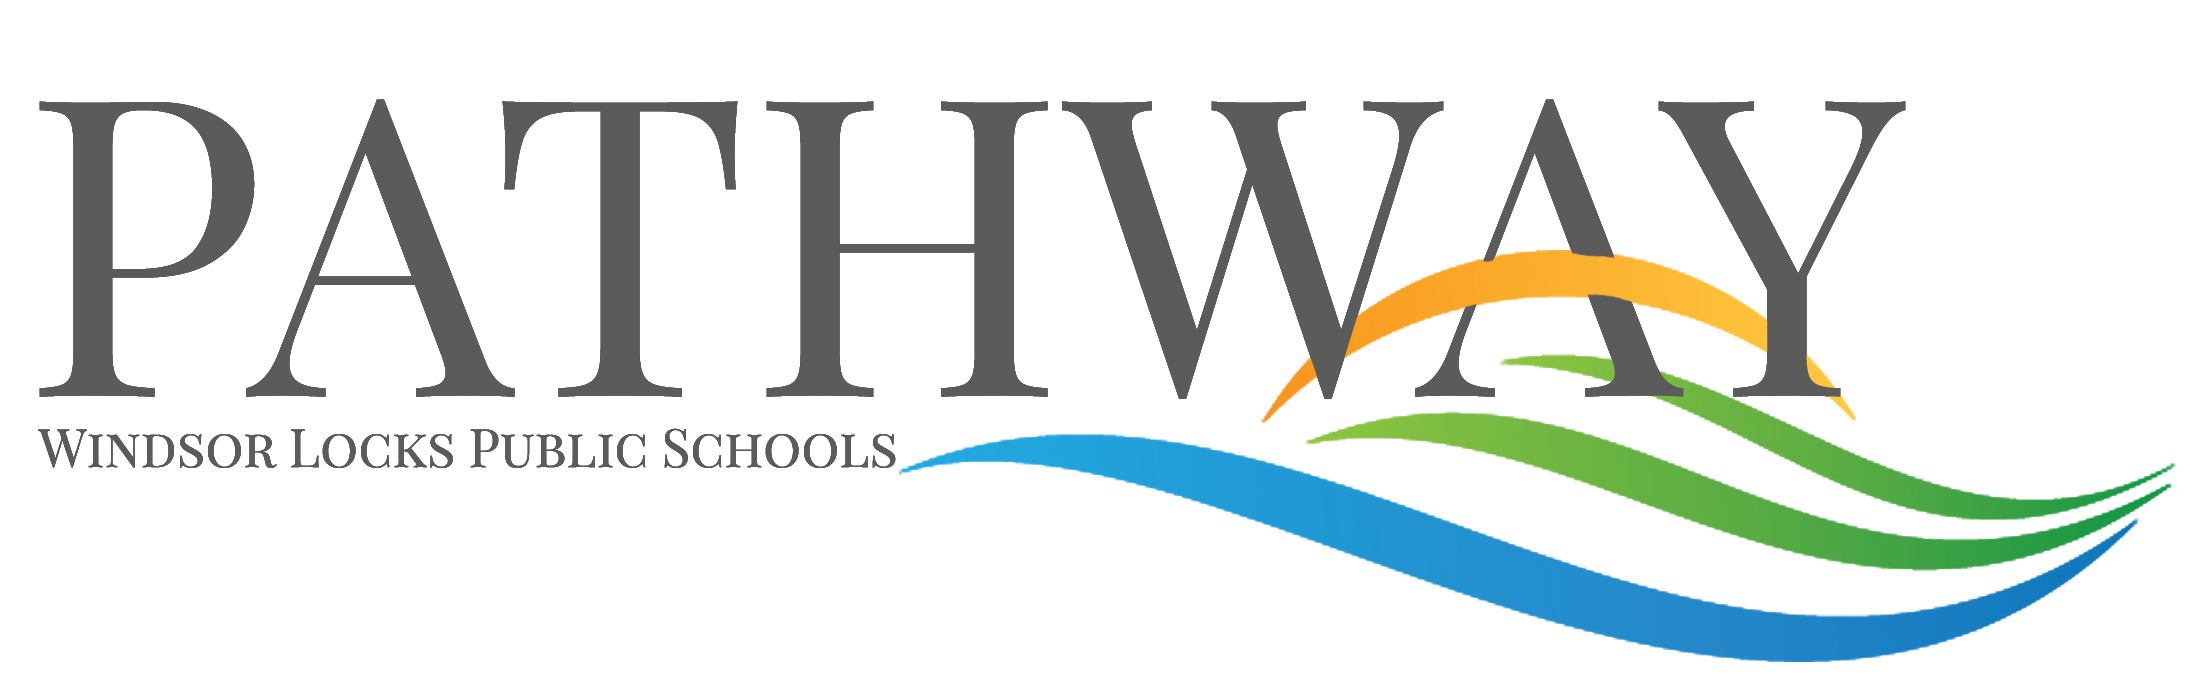 PATHWAY
WINDSOR LOCKS PUBLIC SCHOOLS